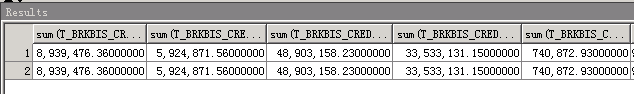 Results
sum(T_BRKBIS_CR... sum(T_BRKBIS_CRE... sum(T_BRKBIS_CRED... sum(T_BRKBIS_CRED... sum(T_BRKBIS_C...
1 8,939,476.36000000 5,924,871.56000000 48,903,158.23000000 33,533,131.15000000 740,872.93000000
2 8,939,476.36000000 5,924,871.56000000 48,903,158.23000000 33,533,131.15000000 740,872.93000000